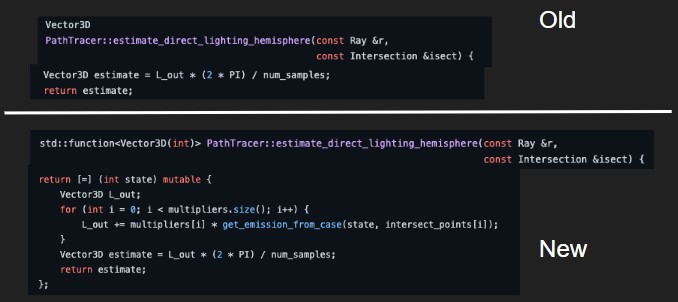 Old
Vector3D
PathTracer::estimate_direct_lighting_hemisphere(const Ray &r,
const Intersection &isect) {
Vector3D estimate = L_out * (2 * PI) / num_samples;
return estimate;
std::function<Vector3D(int)> PathTracer::estimate_direct_lighting_hemisphere(const Ray &r,
const Intersection &isect) {
return [=] (int state) mutable {
Vector3D L_out;
for (int i = 0; i < multipliers.size(); i++) {
L_out += multipliers[i] * get_emission_from_case(state, intersect_points[i]);
}
Vector3D estimate = L_out * (2 * PI) / num_samples;
return estimate;
};
New